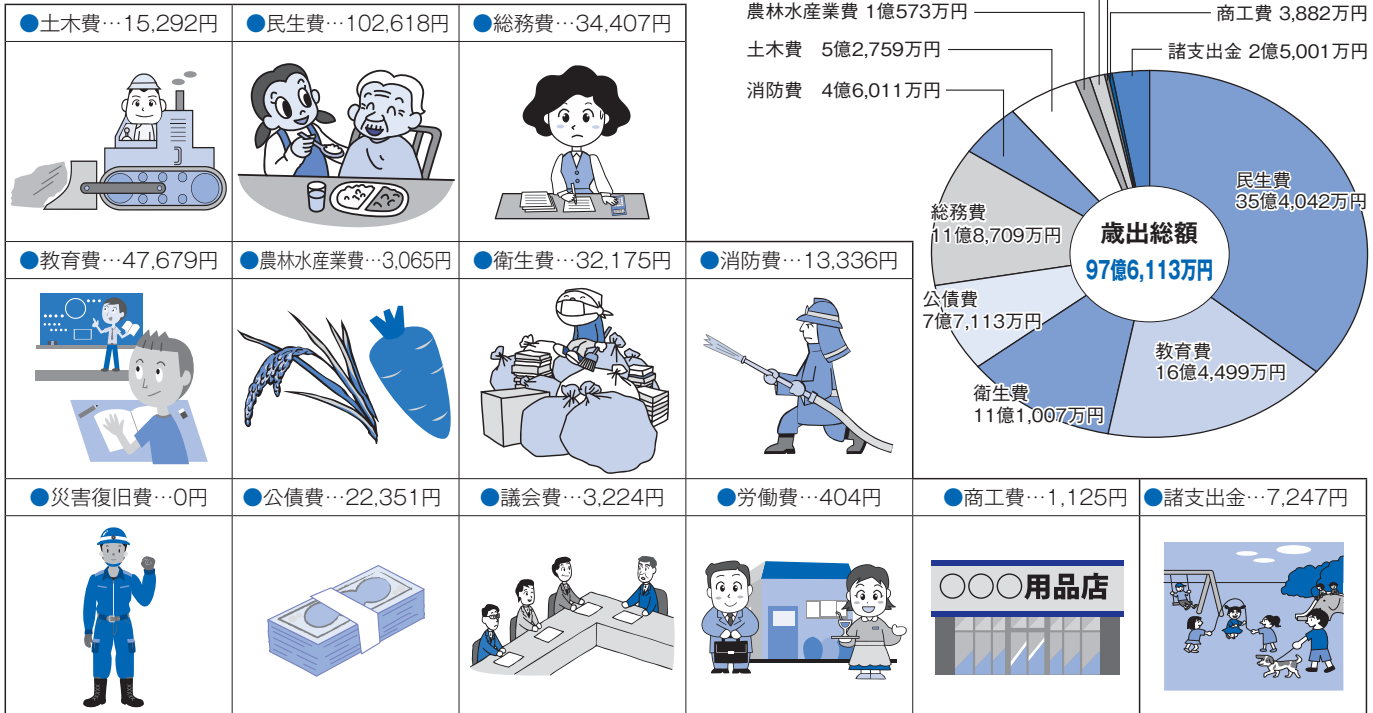 ●土木費…15,292円
●民生費…102,618円
●総務費…34,407円
●教育費…47,679円
●農林水産業費…3,065円
●衛生費…32,175円
●消防費…13,336円
●災害復旧費…0円
●公債費…22,351円
●議会費…3,224円
●労働費…404円
●商工費…1,125円
●諸支出金…7,247円
○○○用品店
農林水産業費 1億573万円
土木費 5億2,759万円
消防費 4億6,011万円
商工費 3,882万円
諸支出金 2億5,001万円
民生費
35億4,042万円
総務費
11億8,709万円
歳出総額
97億6,113万円
公債費
7億7,113万円
教育費
16億4,499万円
衛生費
11億1,007万円